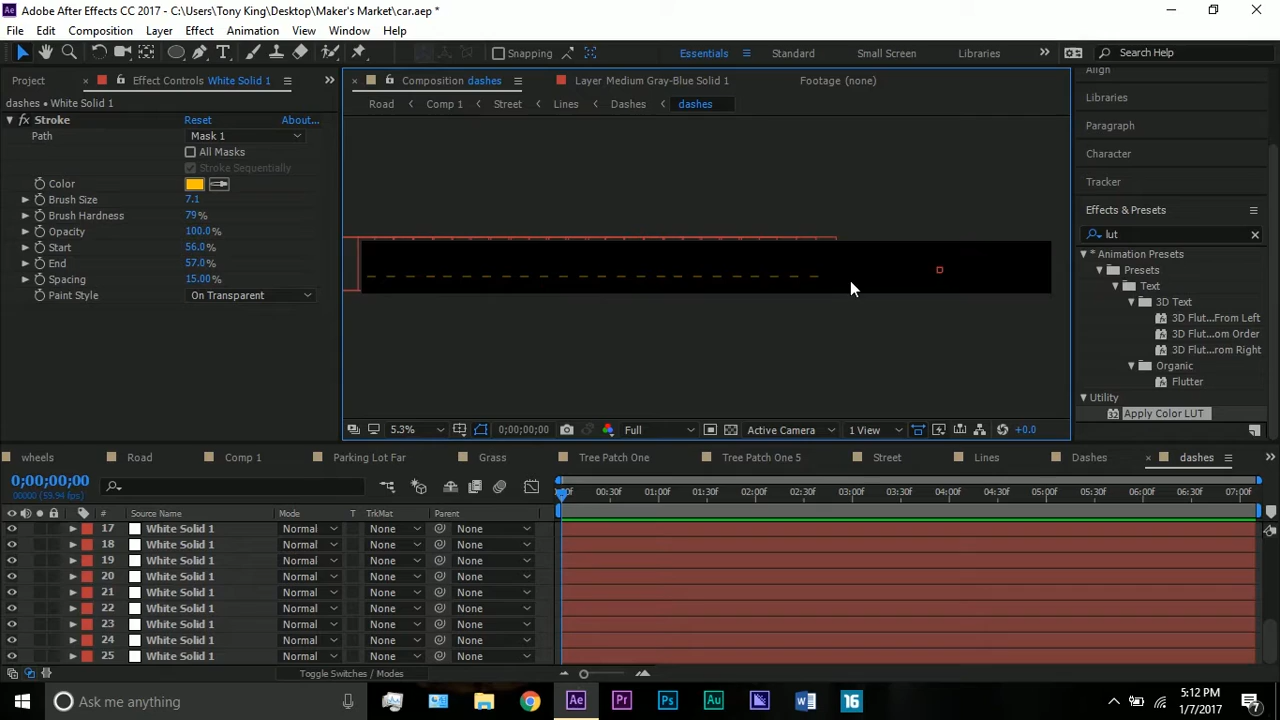 Adobe After Effects CC 2017 - C:\Users\Tony King\Desktop\Maker's Market\car.aep *
File Edit Composition Layer Effect Animation View Window Help
Snapping Essentials Standard Small Screen Libraries Search Help
Project Effect Controls White Solid 1 Composition dashes Layer Medium Gray-Blue Solid 1 Footage (none) Align
dashes • White Solid 1 Road Comp 1 Street Lines Dashes dashes Libraries
fx Stroke Reset About...
Path Mask 1 Paragraph
All Masks Character
Stroke Sequentially
Color Tracker
Brush Size 7.1
Brush Hardness 79% Effects & Presets
Opacity 100.0% lut
Start 56.0% * Animation Presets
End 57.0% Presets
Spacing 15.00% Text
Paint Style On Transparent 3D Text
3D Flut...From Left
3D Flut...om Order
3D Flut...rom Right
Organic
Flutter
Utility
32 Apply Color LUT
5.3% 0;00;00;00 Full Active Camera 1 View +0.0
wheels Road Comp 1 Parking Lot Far Grass Tree Patch One Tree Patch One 5 Street Lines Dashes dashes
0;00;00;00
00000 (59.94 fps)
:00f 00:30f 01:00f 01:30f 02:00f 02:30f 03:00f 03:30f 04:00f 04:30f 05:00f 05:30f 06:00f 06:30f 07:00f
# Source Name Mode T TrkMat Parent
17 White Solid 1 Normal None None
18 White Solid 1 Normal None None
19 White Solid 1 Normal None None
20 White Solid 1 Normal None None
21 White Solid 1 Normal None None
22 White Solid 1 Normal None None
23 White Solid 1 Normal None None
24 White Solid 1 Normal None None
25 White Solid 1 Normal None None
Toggle Switches / Modes
Ask me anything Ae Pr Ps Au W 16 5:12 PM
1/7/2017 7